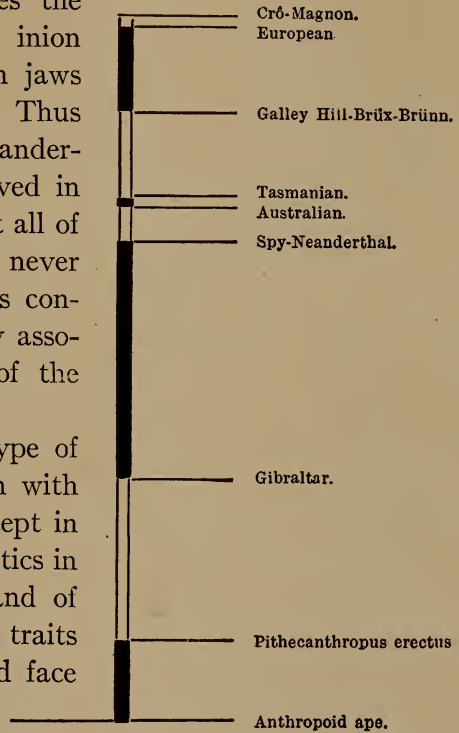 es the
inion
n jaws
Thus
ander-
ved in
t all of
never
s con-
y asso-
of the
ype of
n with
ept in
tics in
and of
traits
d face
Crô-Magnon.
European
Galley Hill-Brüx-Brünn.
Tasmanian.
Australian.
Spy-Neanderthal.
Gibraltar.
Pithecanthropus erectus
Anthropoid ape.